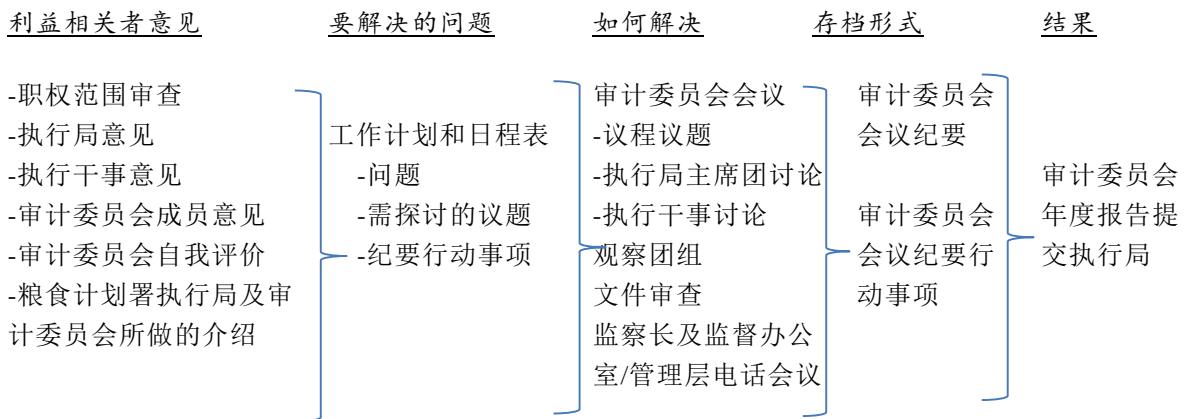 利益相关者意见
要解决的问题
如何解决
存档形式
结果
-职权范围审查
-执行局意见
-执行干事意见
-审计委员会成员意见
-审计委员会自我评价
-粮食计划署执行局及审
计委员会所做的介绍
工作计划和日程表
-问题
-需探讨的议题
-纪要行动事项
审计委员会会议
-议程议题
-执行局主席团讨论
-执行干事讨论
观察团组
文件审查
监察长及监督办公
室/管理层电话会议
审计委员会
会议纪要
审计委员会
会议纪要行
动事项
审计委员会
年度报告提
交执行局